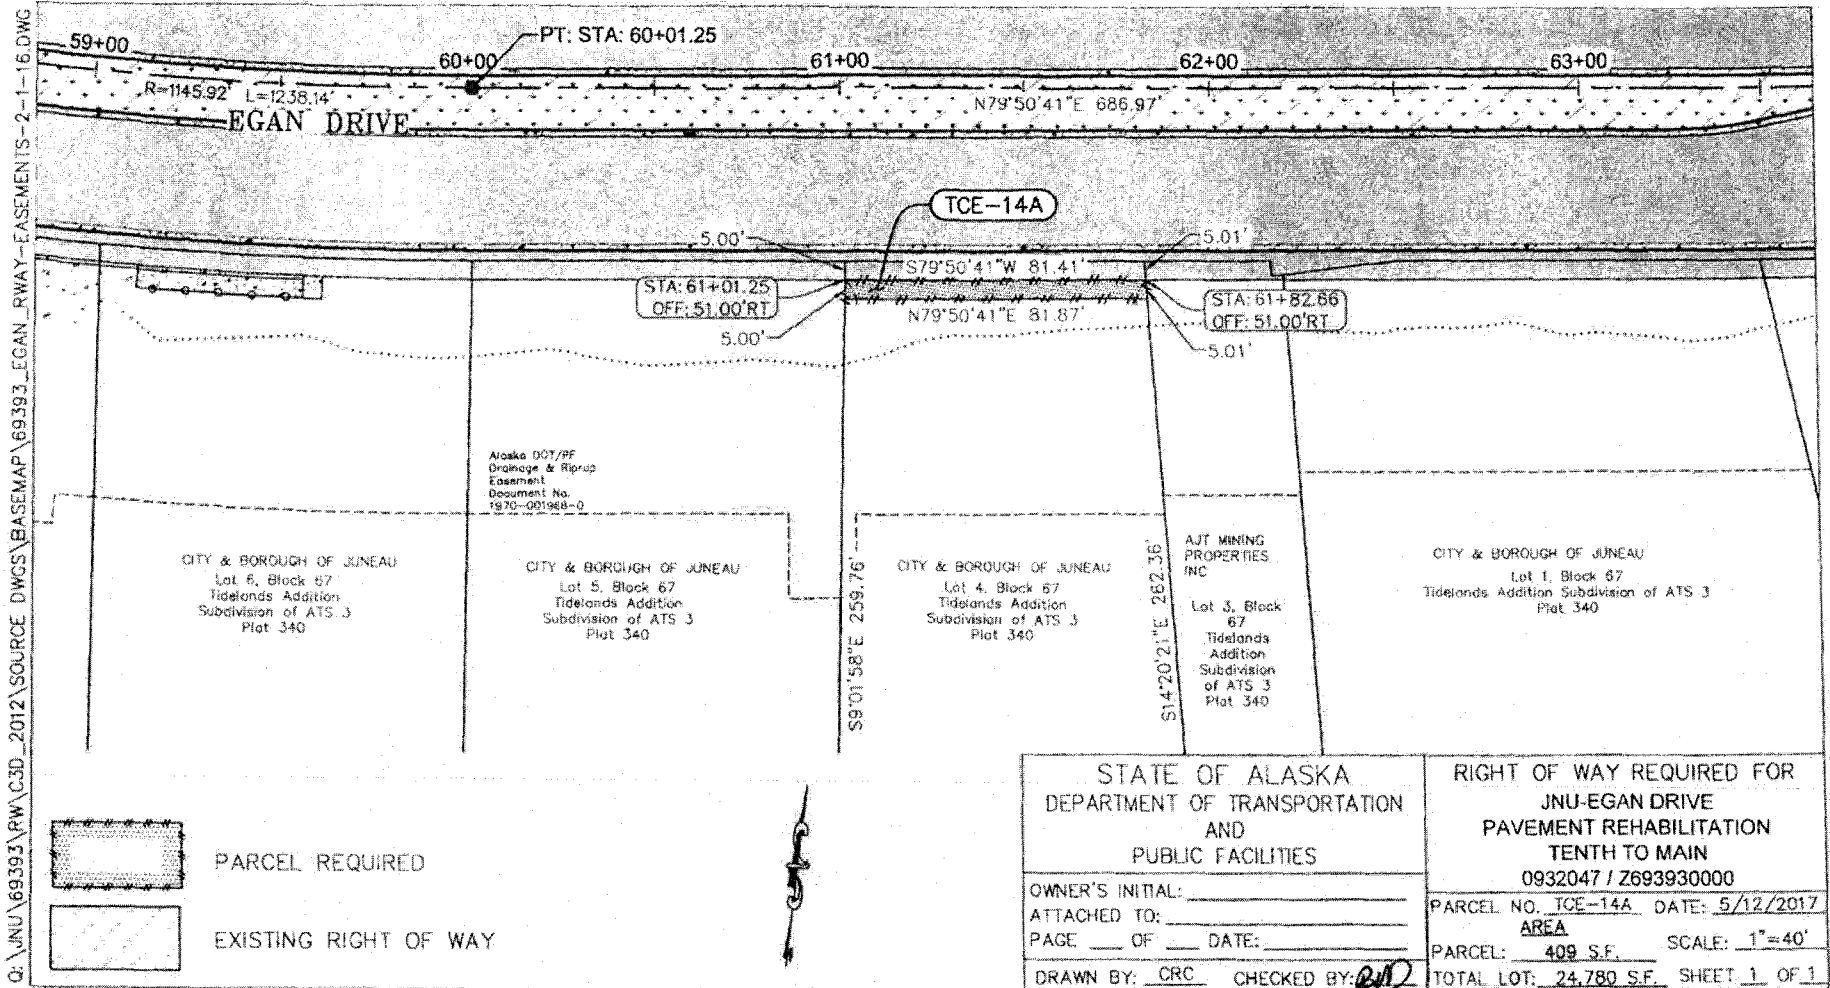 Q:\JNU\69393\RW\C3D_2012\SOURCE DWGS\BASEMAP\69393_EGAN_RWAY-EASEMENTS-2-1-16.DWG
59+00
PT: STA: 60+01.25
60+00
61+00
62+00
63+00
R=1145.92' L=1238.14'
N79°50'41"E 686.97'
EGAN DRIVE
TCE-14A
5.00'
5.01'
S79°50'41"W 81.41'
STA: 61+01.25
OFF: 51.00'RT
STA: 61+82.66
OFF: 51.00'RT
N79°50'41"E 81.87'
5.00'
5.01'
Alaska DOT/PF
Drainage & Riprap
Easement
Document No.
1970-001968-0
CITY & BOROUGH OF JUNEAU
Lot 6, Block 67
Tidelands Addition
Subdivision of ATS 3
Plat 340
CITY & BOROUGH OF JUNEAU
Lot 5, Block 67
Tidelands Addition
Subdivision of ATS 3
Plat 340
S9°01'58"E 259.76'
CITY & BOROUGH OF JUNEAU
Lot 4, Block 67
Tidelands Addition
Subdivision of ATS 3
Plat 340
S14°20'21"E 262.36'
AJT MINING
PROPERTIES
INC
Lot 3, Block
67
Tidelands
Addition
Subdivision
of ATS 3
Plat 340
CITY & BOROUGH OF JUNEAU
Lot 1, Block 67
Tidelands Addition Subdivision of ATS 3
Plat 340
PARCEL REQUIRED
EXISTING RIGHT OF WAY
STATE OF ALASKA
DEPARTMENT OF TRANSPORTATION
AND
PUBLIC FACILITIES
OWNER'S INITIAL:
ATTACHED TO:
PAGE ___ OF ___ DATE:
DRAWN BY: CRC CHECKED BY:
RIGHT OF WAY REQUIRED FOR
JNU-EGAN DRIVE
PAVEMENT REHABILITATION
TENTH TO MAIN
0932047 / Z693930000
PARCEL NO. TCE-14A DATE: 5/12/2017
AREA
PARCEL: 409 S.F. SCALE: 1"=40'
TOTAL LOT: 24,780 S.F. SHEET 1 OF 1